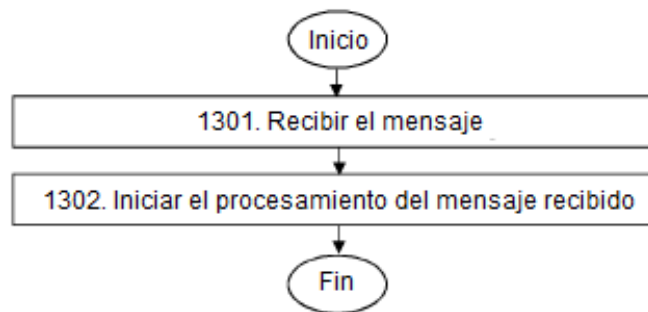 Inicio
1301. Recibir el mensaje
1302. Iniciar el procesamiento del mensaje recibido
Fin